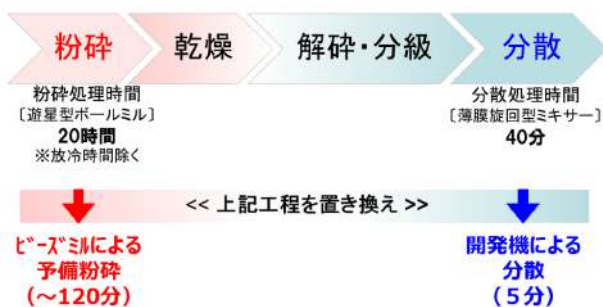 粉砕
乾燥
解砕・分級
分散
粉砕処理時間
〔遊星型ボールミル〕
20時間
※放冷時間除く
分散処理時間
〔薄膜旋回型ミキサー〕
40分
<< 上記工程を置き換え >>
ビーズミルによる
予備粉砕
(～120分)
開発機による
分散
(５分)